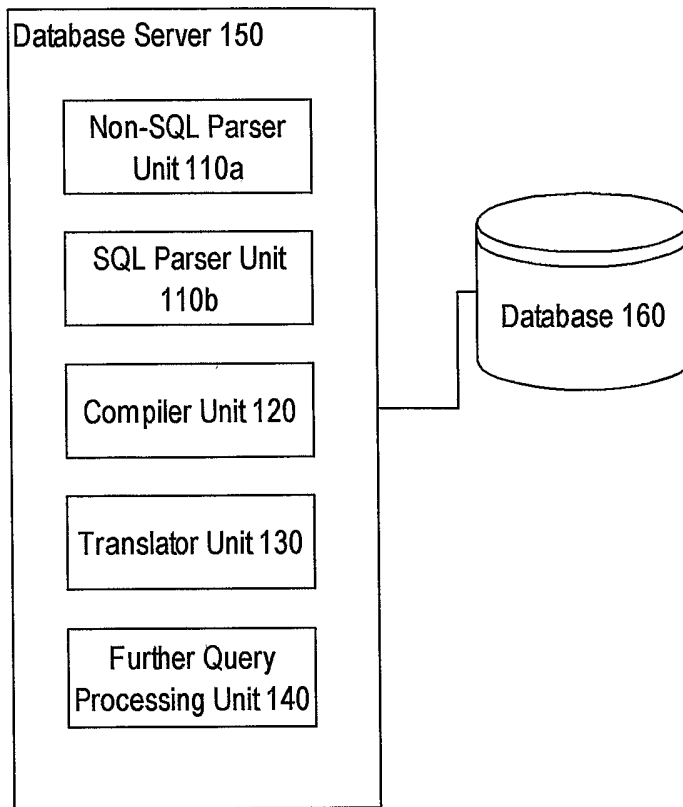 Database Server 150
Non-SQL Parser
Unit 110a
SQL Parser Unit
110b
Database 160
Compiler Unit 120
Translator Unit 130
Further Query
Processing Unit 140